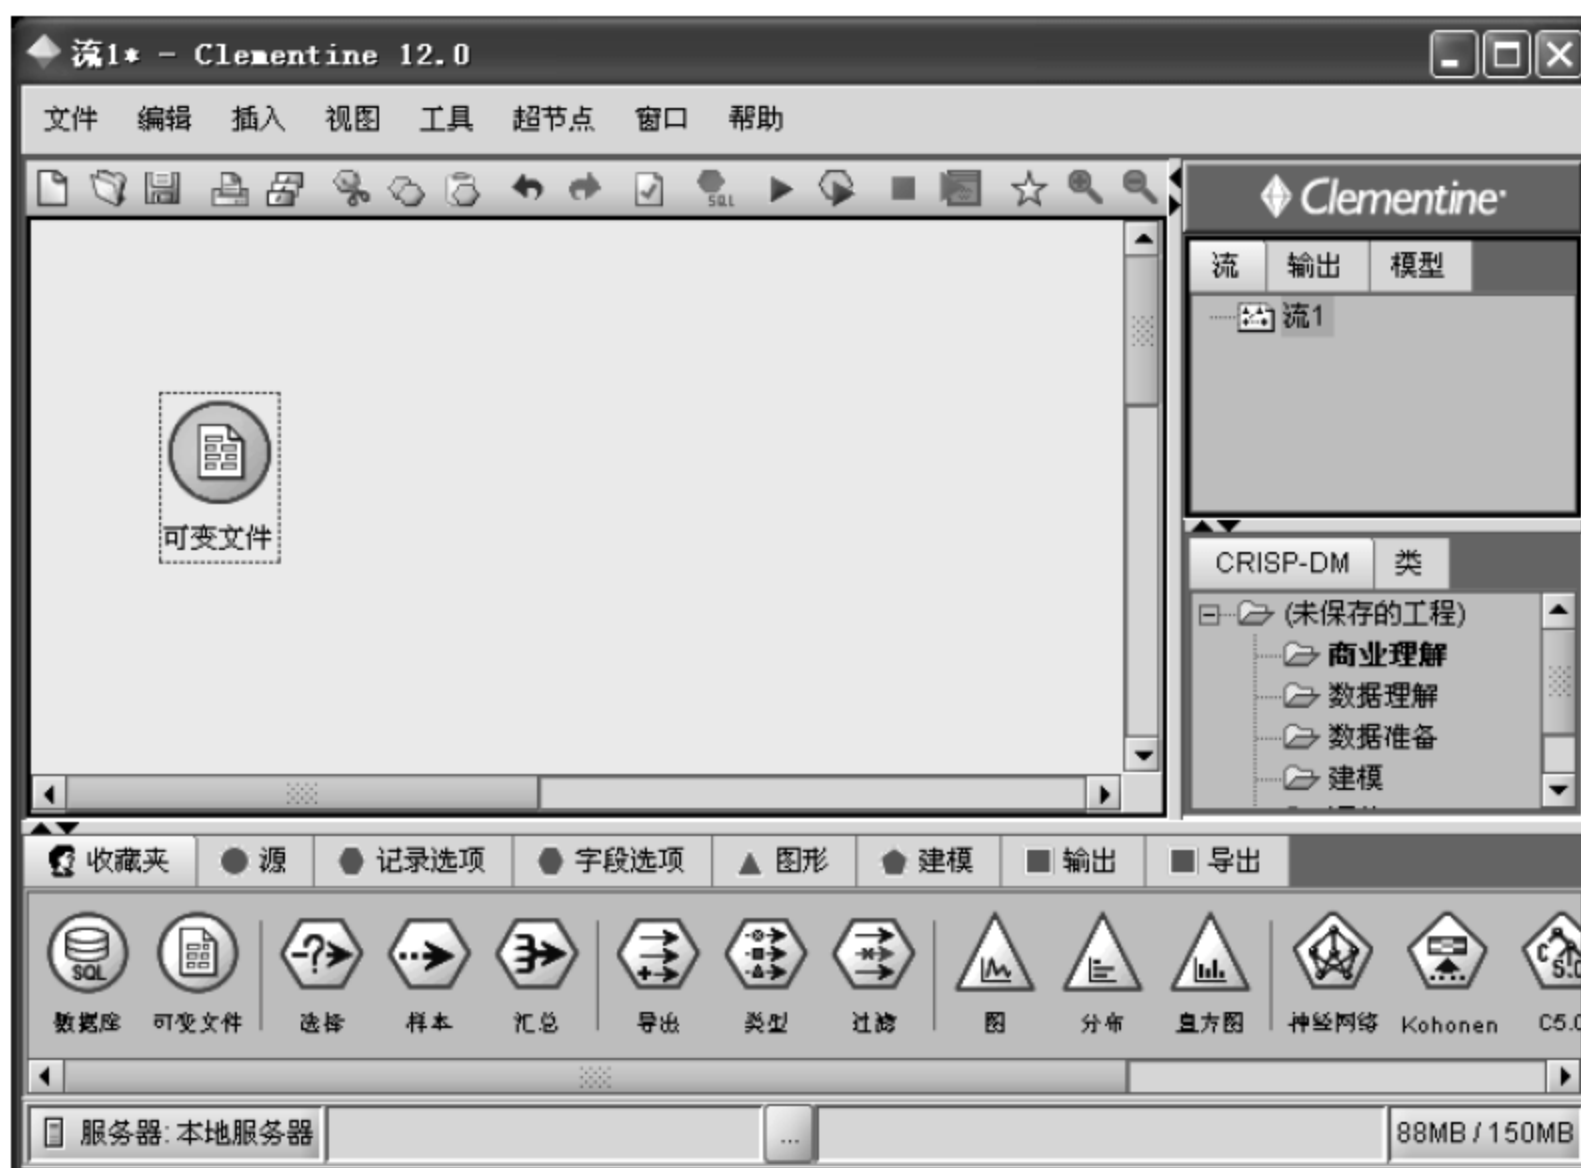 流1* - Clementine 12.0
文件 编辑 插入 视图 工具 超节点 窗口 帮助
SQL
Clementine
流 输出 模型
流1
可变文件
CRISP-DM 类
(未保存的工程)
商业理解
数据理解
数据准备
建模
收藏夹 源 记录选项 字段选项 图形 建模 输出 导出
SQL
数据库 可变文件 选择 样本 汇总 导出 类型 过滤 图 分布 直方图 神经网络 Kohonen C5.0
服务器:本地服务器 ... 88MB / 150MB